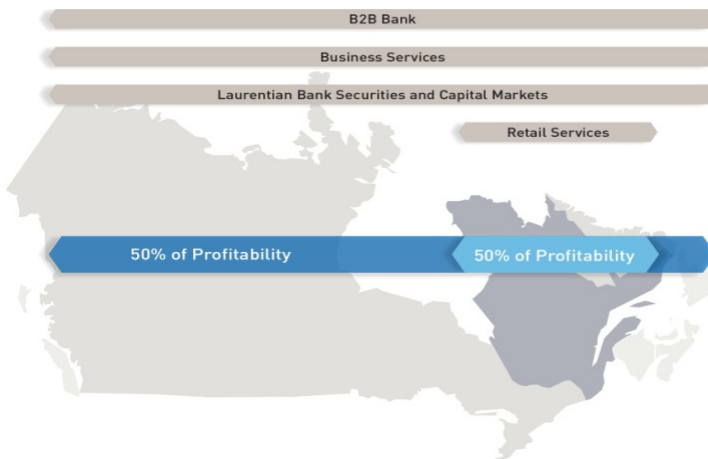 B2B Bank
Business Services
Laurentian Bank Securities and Capital Markets
Retail Services
50% of Profitability
50% of Profitability